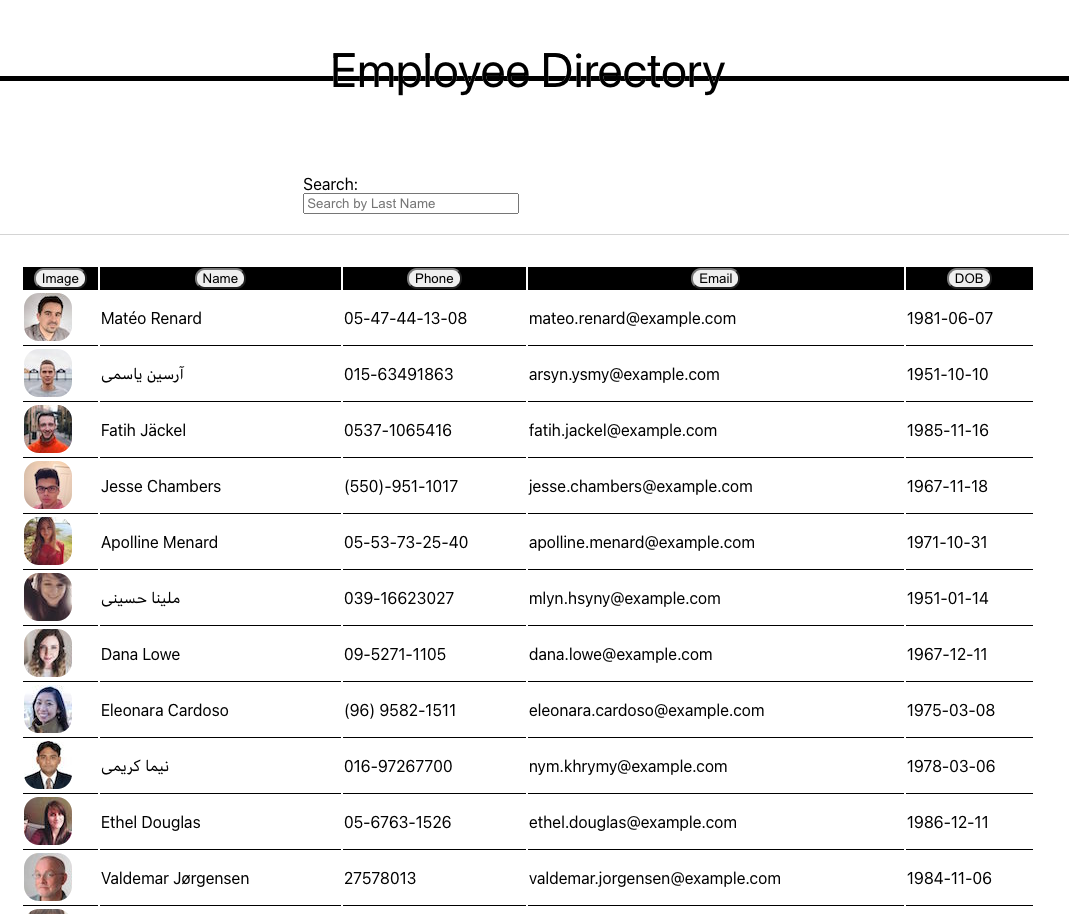 Employee Directory
Search:
Search by Last Name
Image Name Phone Email DOB
Matéo Renard 05-47-44-13-08 mateo.renard@example.com 1981-06-07
آرسین یاسمی 015-63491863 arsyn.ysmy@example.com 1951-10-10
Fatih Jäckel 0537-1065416 fatih.jackel@example.com 1985-11-16
Jesse Chambers (550)-951-1017 jesse.chambers@example.com 1967-11-18
Apolline Menard 05-53-73-25-40 apolline.menard@example.com 1971-10-31
ملینا حسینی 039-16623027 mlyn.hsyny@example.com 1951-01-14
Dana Lowe 09-5271-1105 dana.lowe@example.com 1967-12-11
Eleonara Cardoso (96) 9582-1511 eleonara.cardoso@example.com 1975-03-08
نیما کریمی 016-97267700 nym.khrymy@example.com 1978-03-06
Ethel Douglas 05-6763-1526 ethel.douglas@example.com 1986-12-11
Valdemar Jørgensen 27578013 valdemar.jorgensen@example.com 1984-11-06